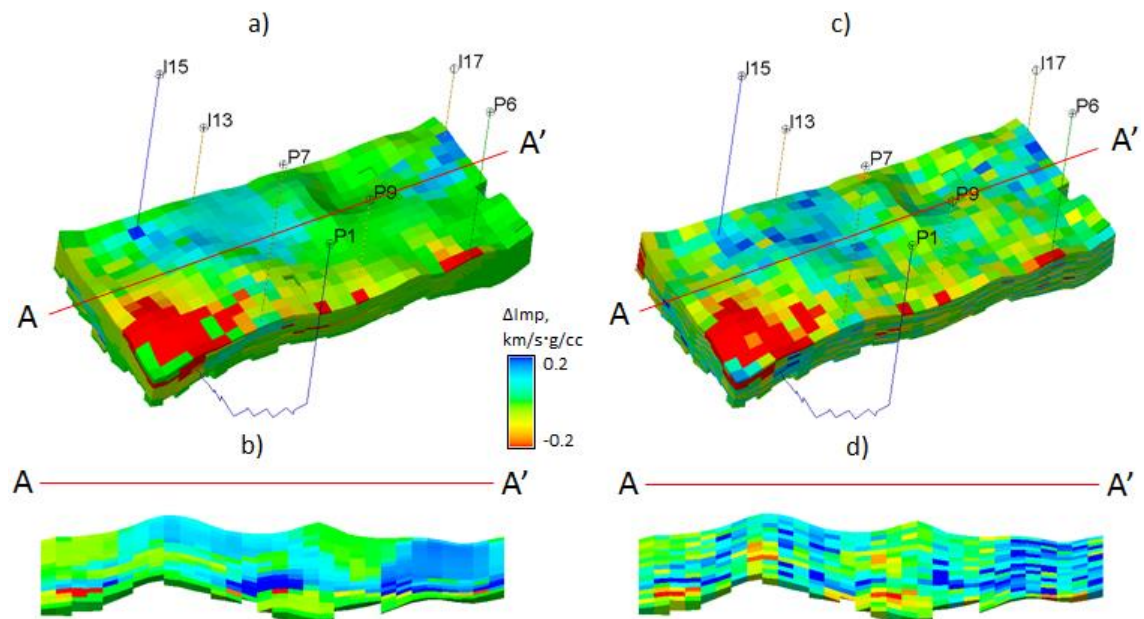 a)
c)
I15
I17
I13
P6
A'
P7
P9
P1
A
I15
I17
I13
P6
A'
P7
P9
P1
A
ΔImp,
km/s·g/cc
0.2
-0.2
b)
d)
A
A'
A
A'